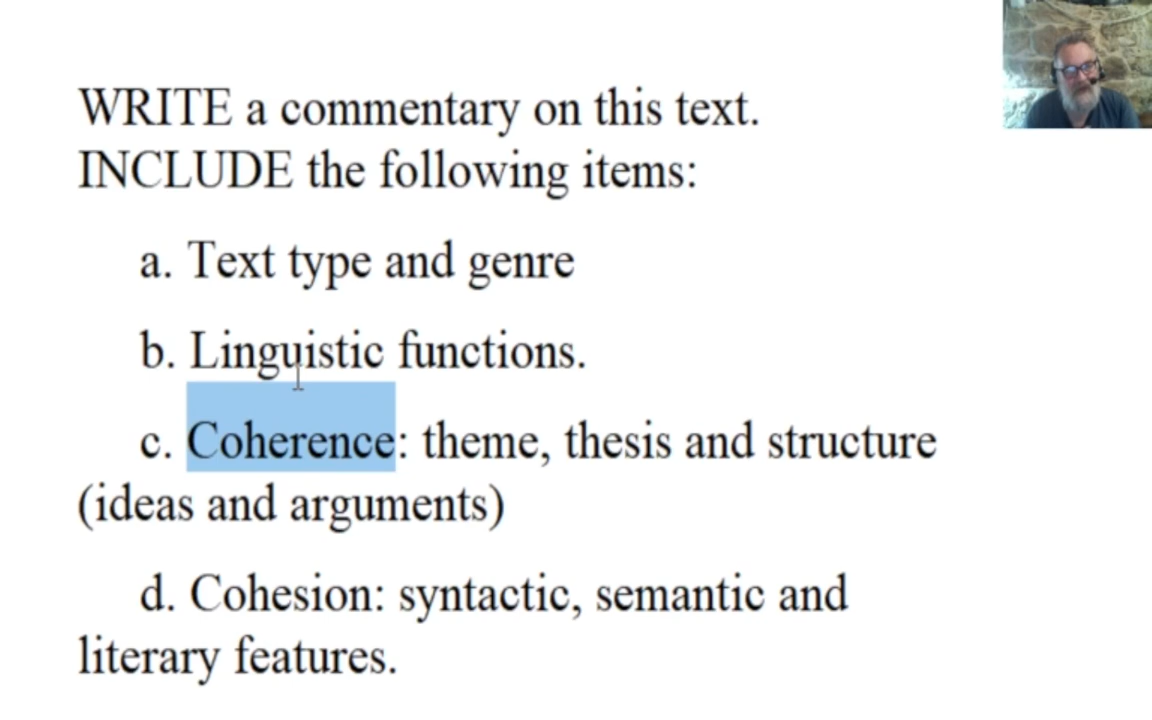 WRITE a commentary on this text.
INCLUDE the following items:
a. Text type and genre
b. Linguistic functions.
c. Coherence: theme, thesis and structure
(ideas and arguments)
d. Cohesion: syntactic, semantic and
literary features.